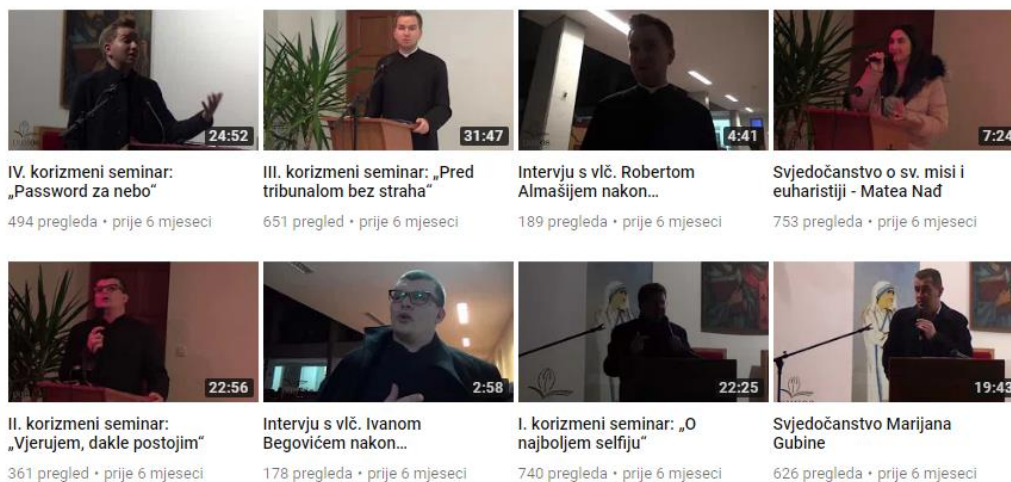 24:52
31:47
4:41
7:24
IV. korizmeni seminar:
„Password za nebo“
III. korizmeni seminar: „Pred
tribunalom bez straha“
Intervju s vlč. Robertom
Almašijem nakon…
Svjedočanstvo o sv. misi i
euharistiji - Matea Nađ
494 pregleda • prije 6 mjeseci
651 pregled • prije 6 mjeseci
189 pregleda • prije 6 mjeseci
753 pregleda • prije 6 mjeseci
22:56
2:58
22:25
19:43
II. korizmeni seminar:
„Vjerujem, dakle postojim“
Intervju s vlč. Ivanom
Begovićem nakon…
I. korizmeni seminar: „O
najboljem selfiju“
Svjedočanstvo Marijana
Gubine
361 pregled • prije 6 mjeseci
178 pregleda • prije 6 mjeseci
740 pregleda • prije 6 mjeseci
626 pregleda • prije 6 mjeseci